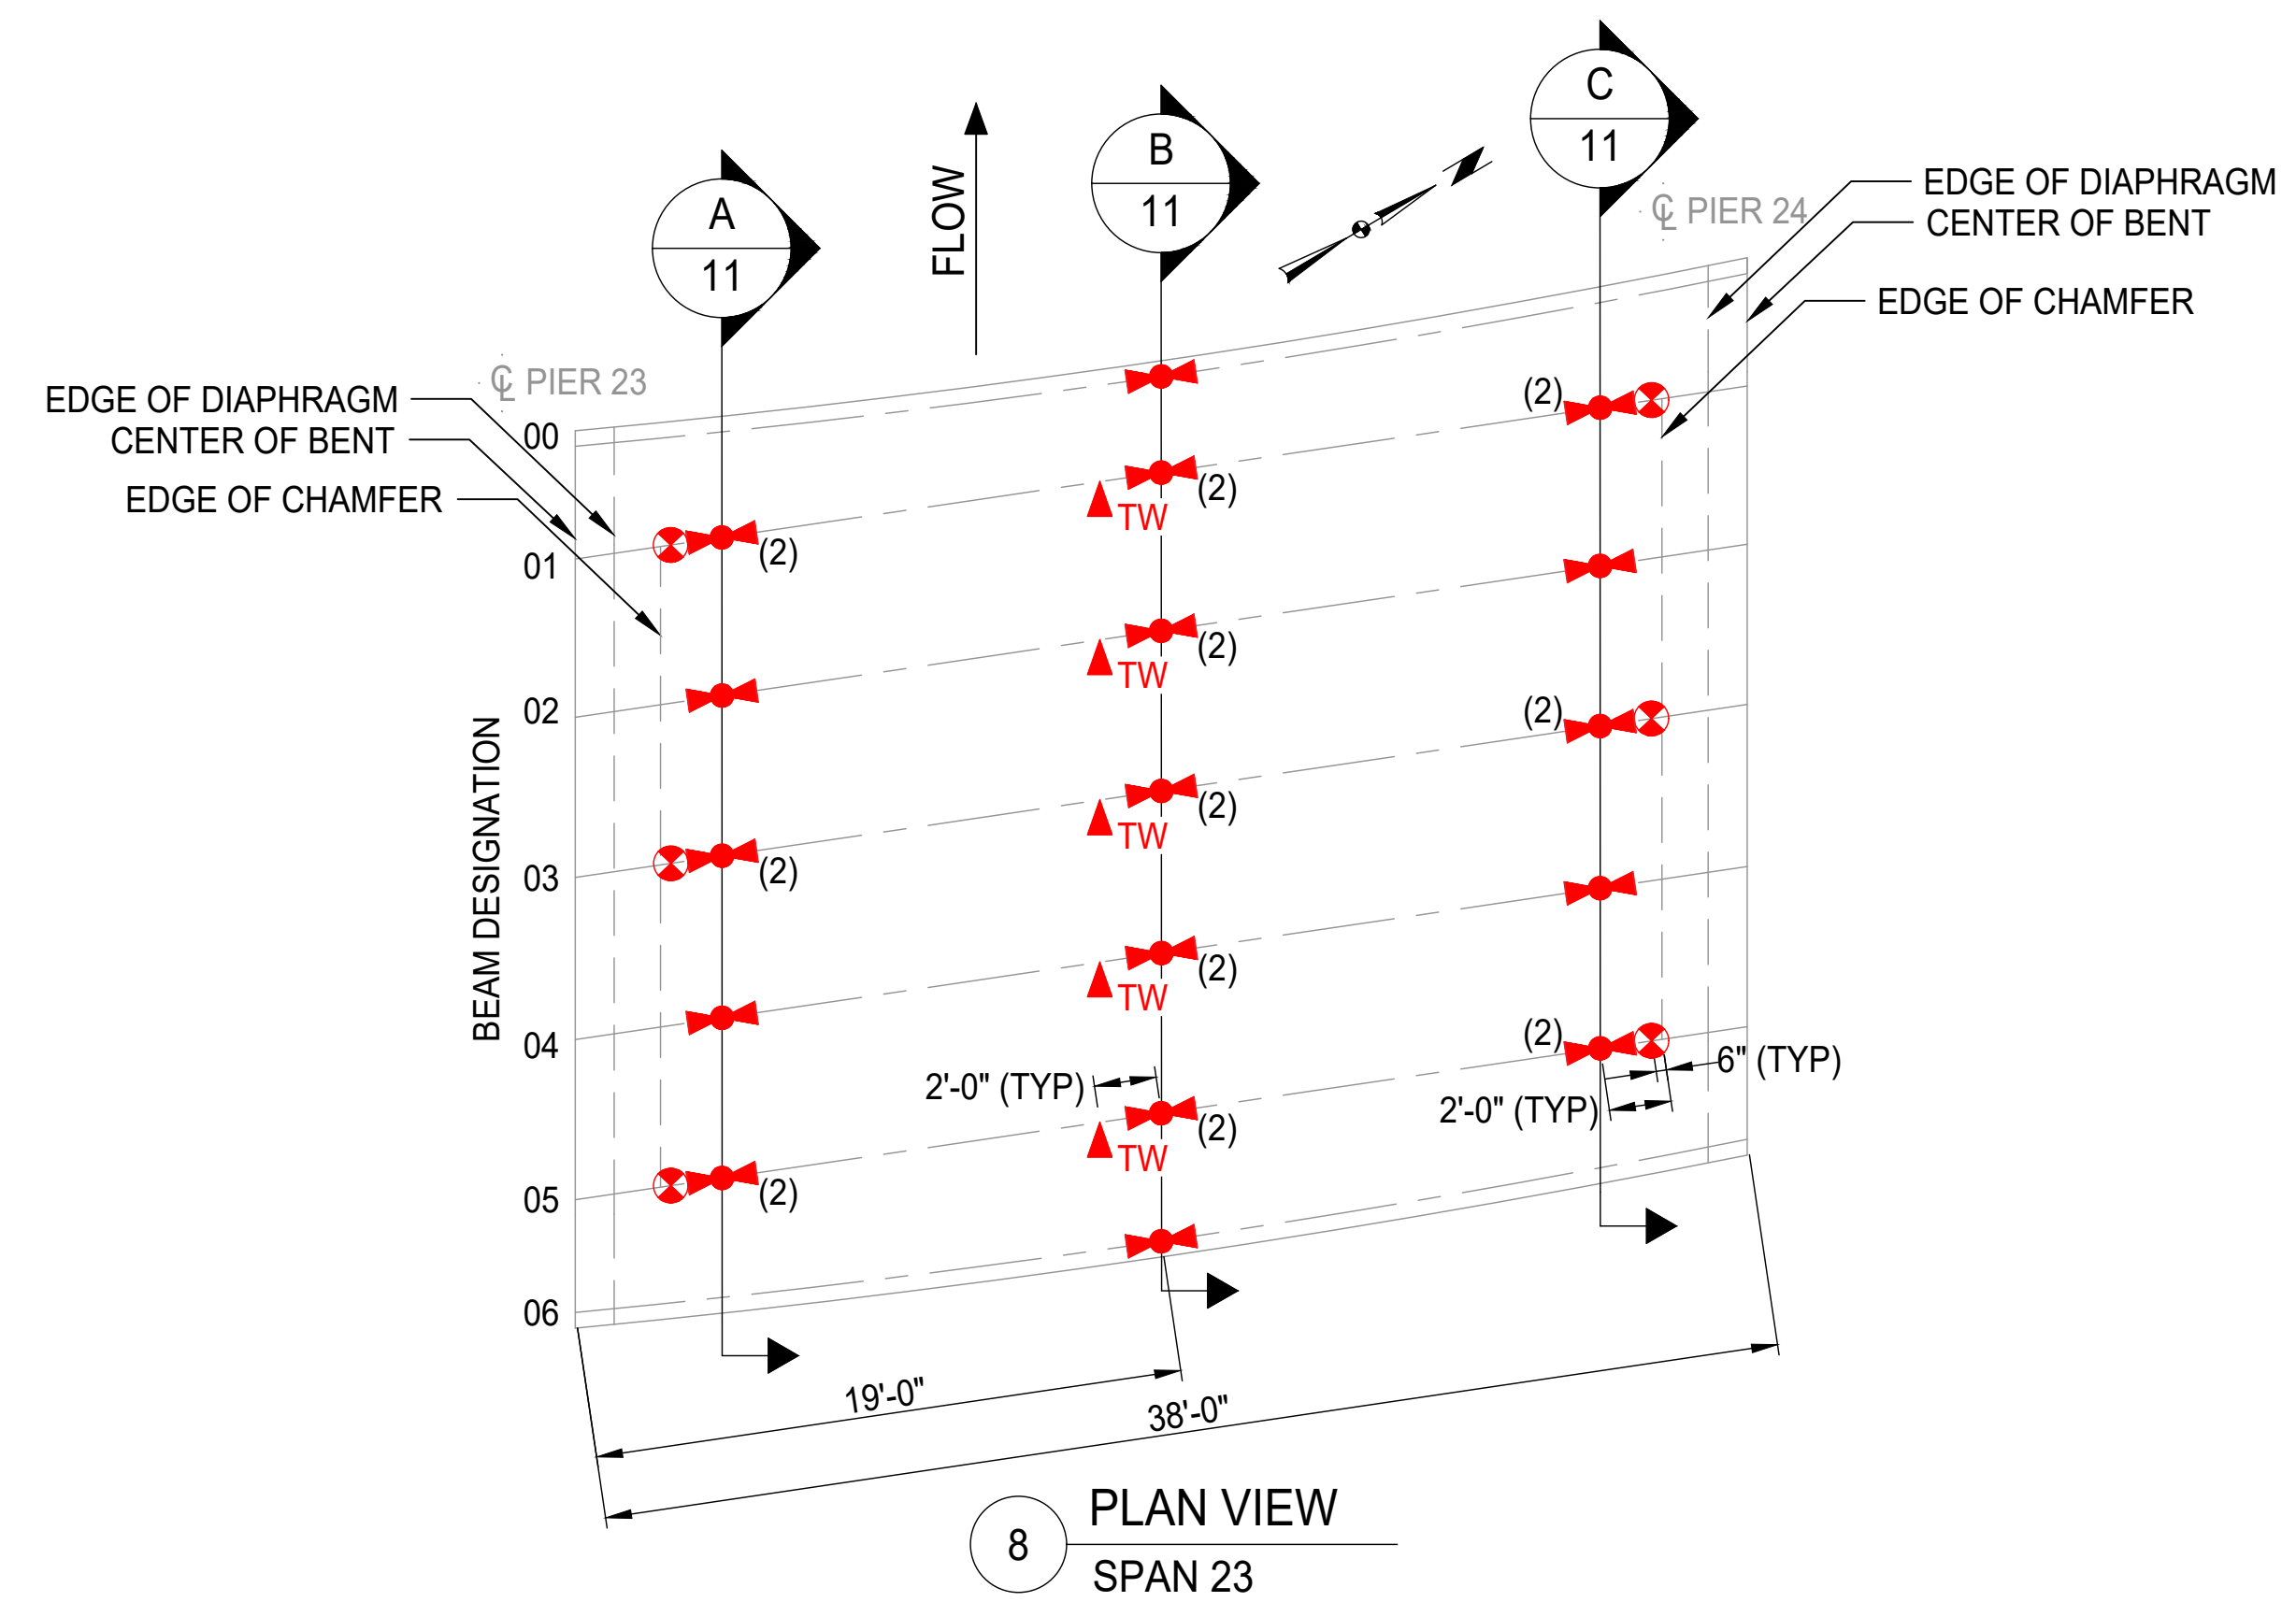 C
11
B
11
A
11
FLOW
EDGE OF DIAPHRAGM
CENTER OF BENT
EDGE OF CHAMFER
℄ PIER 24
℄ PIER 23
EDGE OF DIAPHRAGM
CENTER OF BENT
EDGE OF CHAMFER
BEAM DESIGNATION
00
01
02
03
04
05
06
(2)
(2)
TW
(2)
(2)
TW
(2)
(2)
TW
(2)
(2)
TW
(2)
2'-0" (TYP)
(2)
TW
(2)
(2)
6" (TYP)
2'-0" (TYP)
19'-0"
38'-0"
8
PLAN VIEW
SPAN 23